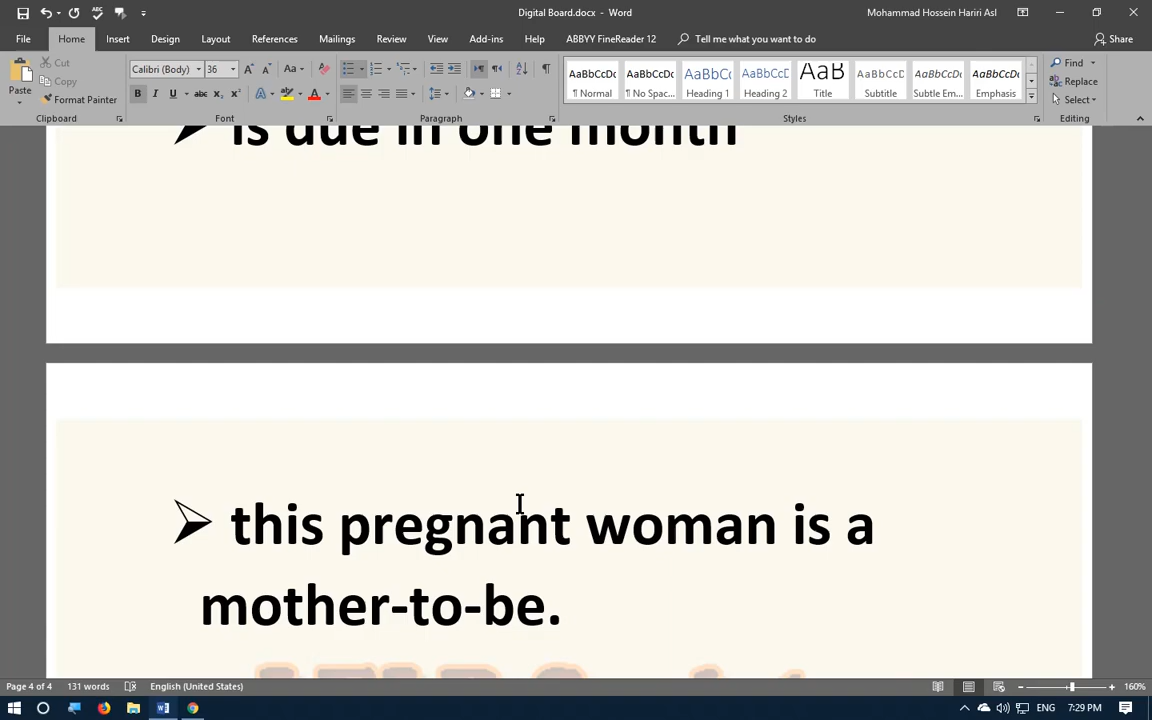 Digital Board.docx - Word
Mohammad Hossein Hariri Asl
File Home Insert Design Layout References Mailings Review View Add-ins Help ABBYY FineReader 12 Tell me what you want to do Share
Paste
Cut
Copy
Format Painter
Clipboard
Calibri (Body) 36
Font
Paragraph
AaBbCcDc AaBbCcDc AaBbCc AaBbCcD AaB AaBbCcD AaBbCcDc AaBbCcDc
¶ Normal ¶ No Spac... Heading 1 Heading 2 Title Subtitle Subtle Em... Emphasis
Styles
Find
Replace
Select
Editing
is due in one month
this pregnant woman is a
mother-to-be.
Page 4 of 4 131 words English (United States) 160%
ENG 7:29 PM